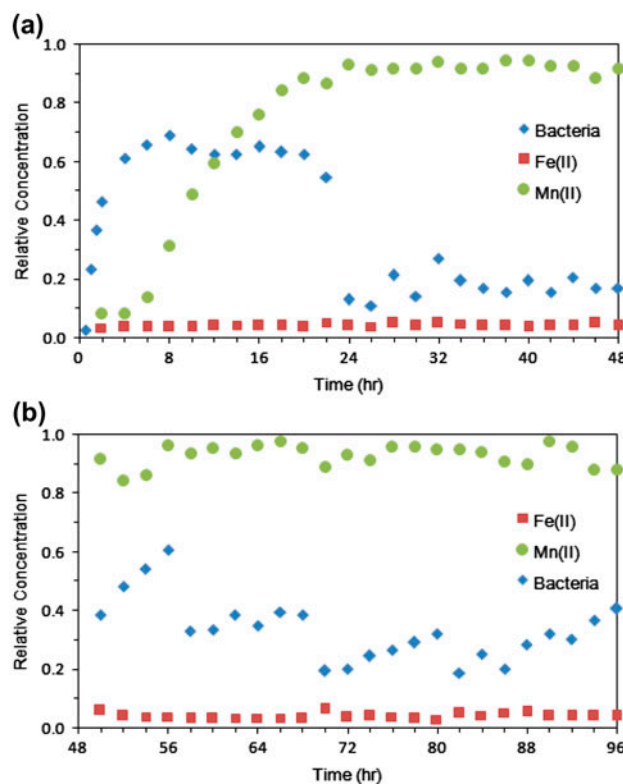 (a)
1.0
0.8
0.6
0.4
0.2
0.0
Relative Concentration
Bacteria
Fe(II)
Mn(II)
0 8 16 24 32 40 48
Time (hr)
(b)
1.0
0.8
0.6
0.4
0.2
0.0
Relative Concentration
Fe(II)
Mn(II)
Bacteria
48 56 64 72 80 88 96
Time (hr)